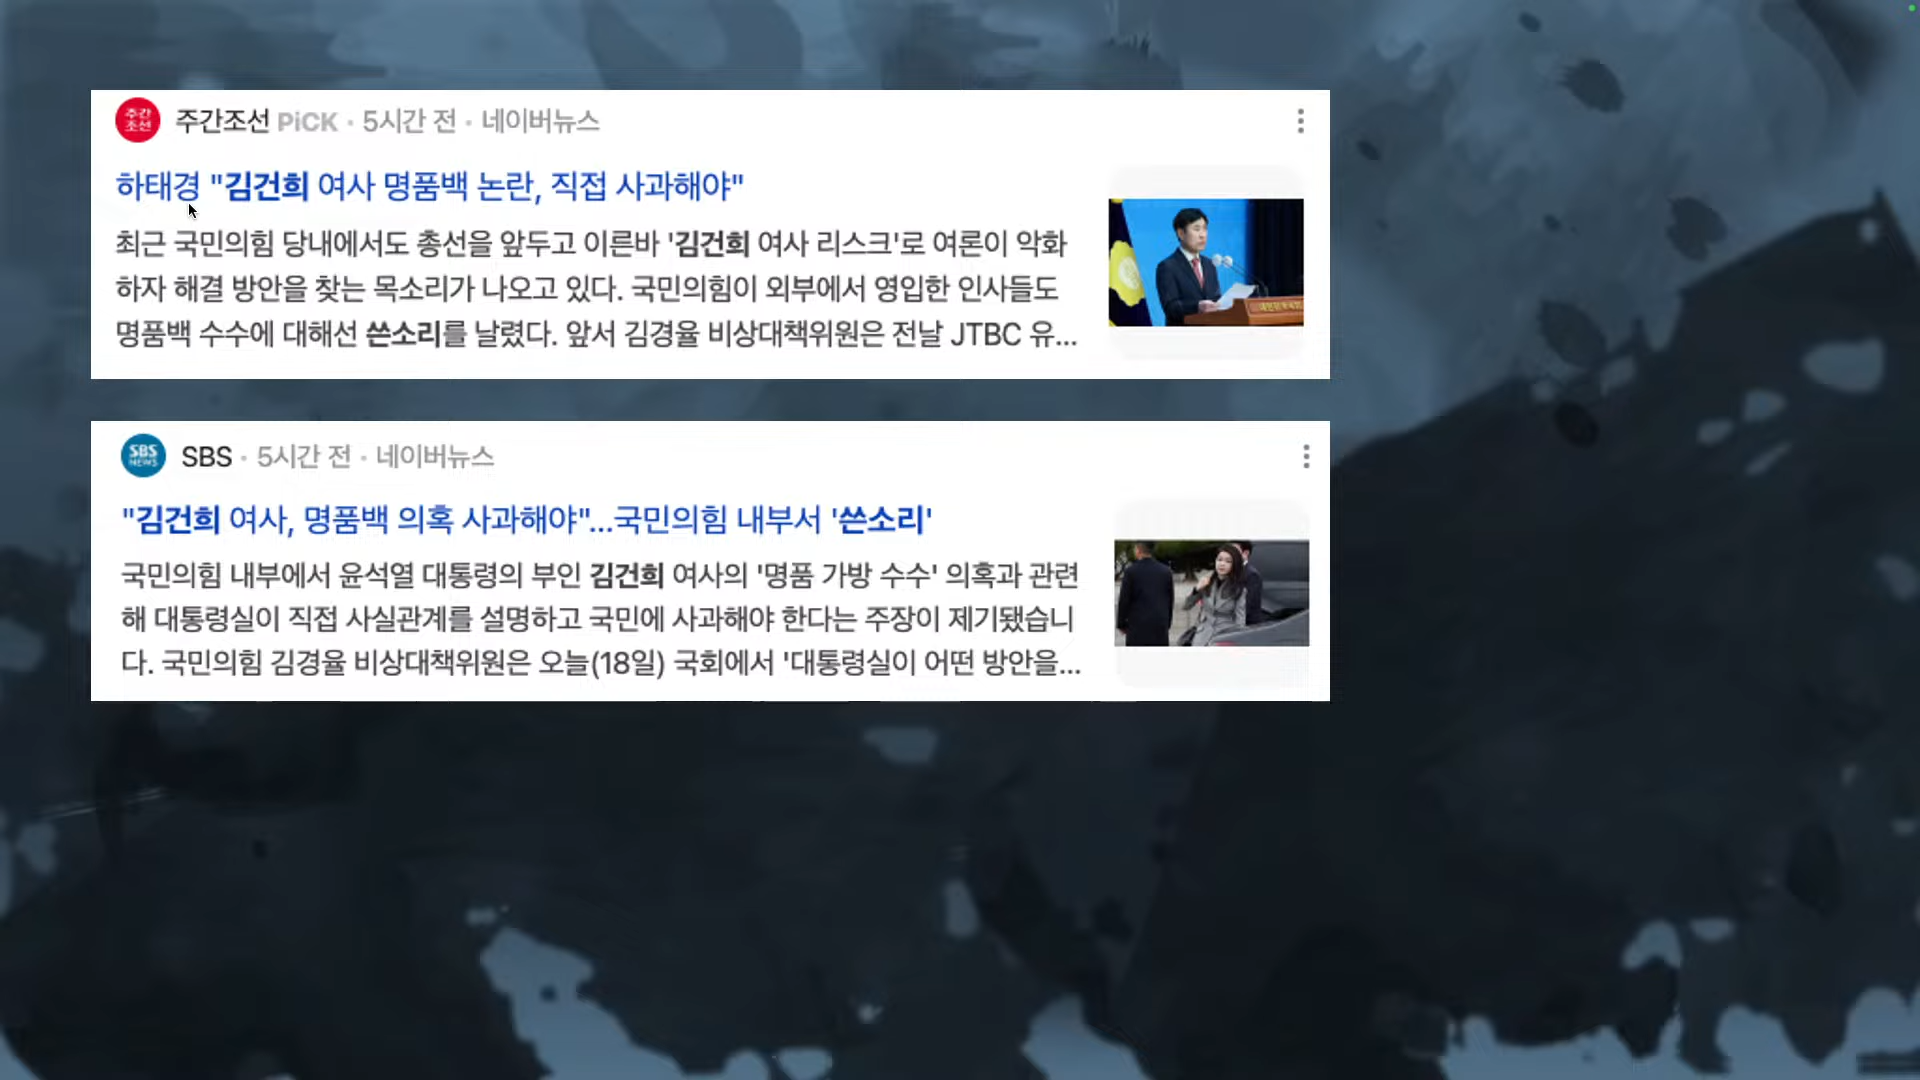 주간
조선
주간조선 PiCK · 5시간 전 · 네이버뉴스
하태경 "김건희 여사 명품백 논란, 직접 사과해야"
최근 국민의힘 당내에서도 총선을 앞두고 이른바 '김건희 여사 리스크'로 여론이 악화
하자 해결 방안을 찾는 목소리가 나오고 있다. 국민의힘이 외부에서 영입한 인사들도
명품백 수수에 대해선 쓴소리를 날렸다. 앞서 김경율 비상대책위원은 전날 JTBC 유...
SBS
NEWS
SBS · 5시간 전 · 네이버뉴스
"김건희 여사, 명품백 의혹 사과해야"...국민의힘 내부서 '쓴소리'
국민의힘 내부에서 윤석열 대통령의 부인 김건희 여사의 '명품 가방 수수' 의혹과 관련
해 대통령실이 직접 사실관계를 설명하고 국민에 사과해야 한다는 주장이 제기됐습니
다. 국민의힘 김경율 비상대책위원은 오늘(18일) 국회에서 '대통령실이 어떤 방안을...